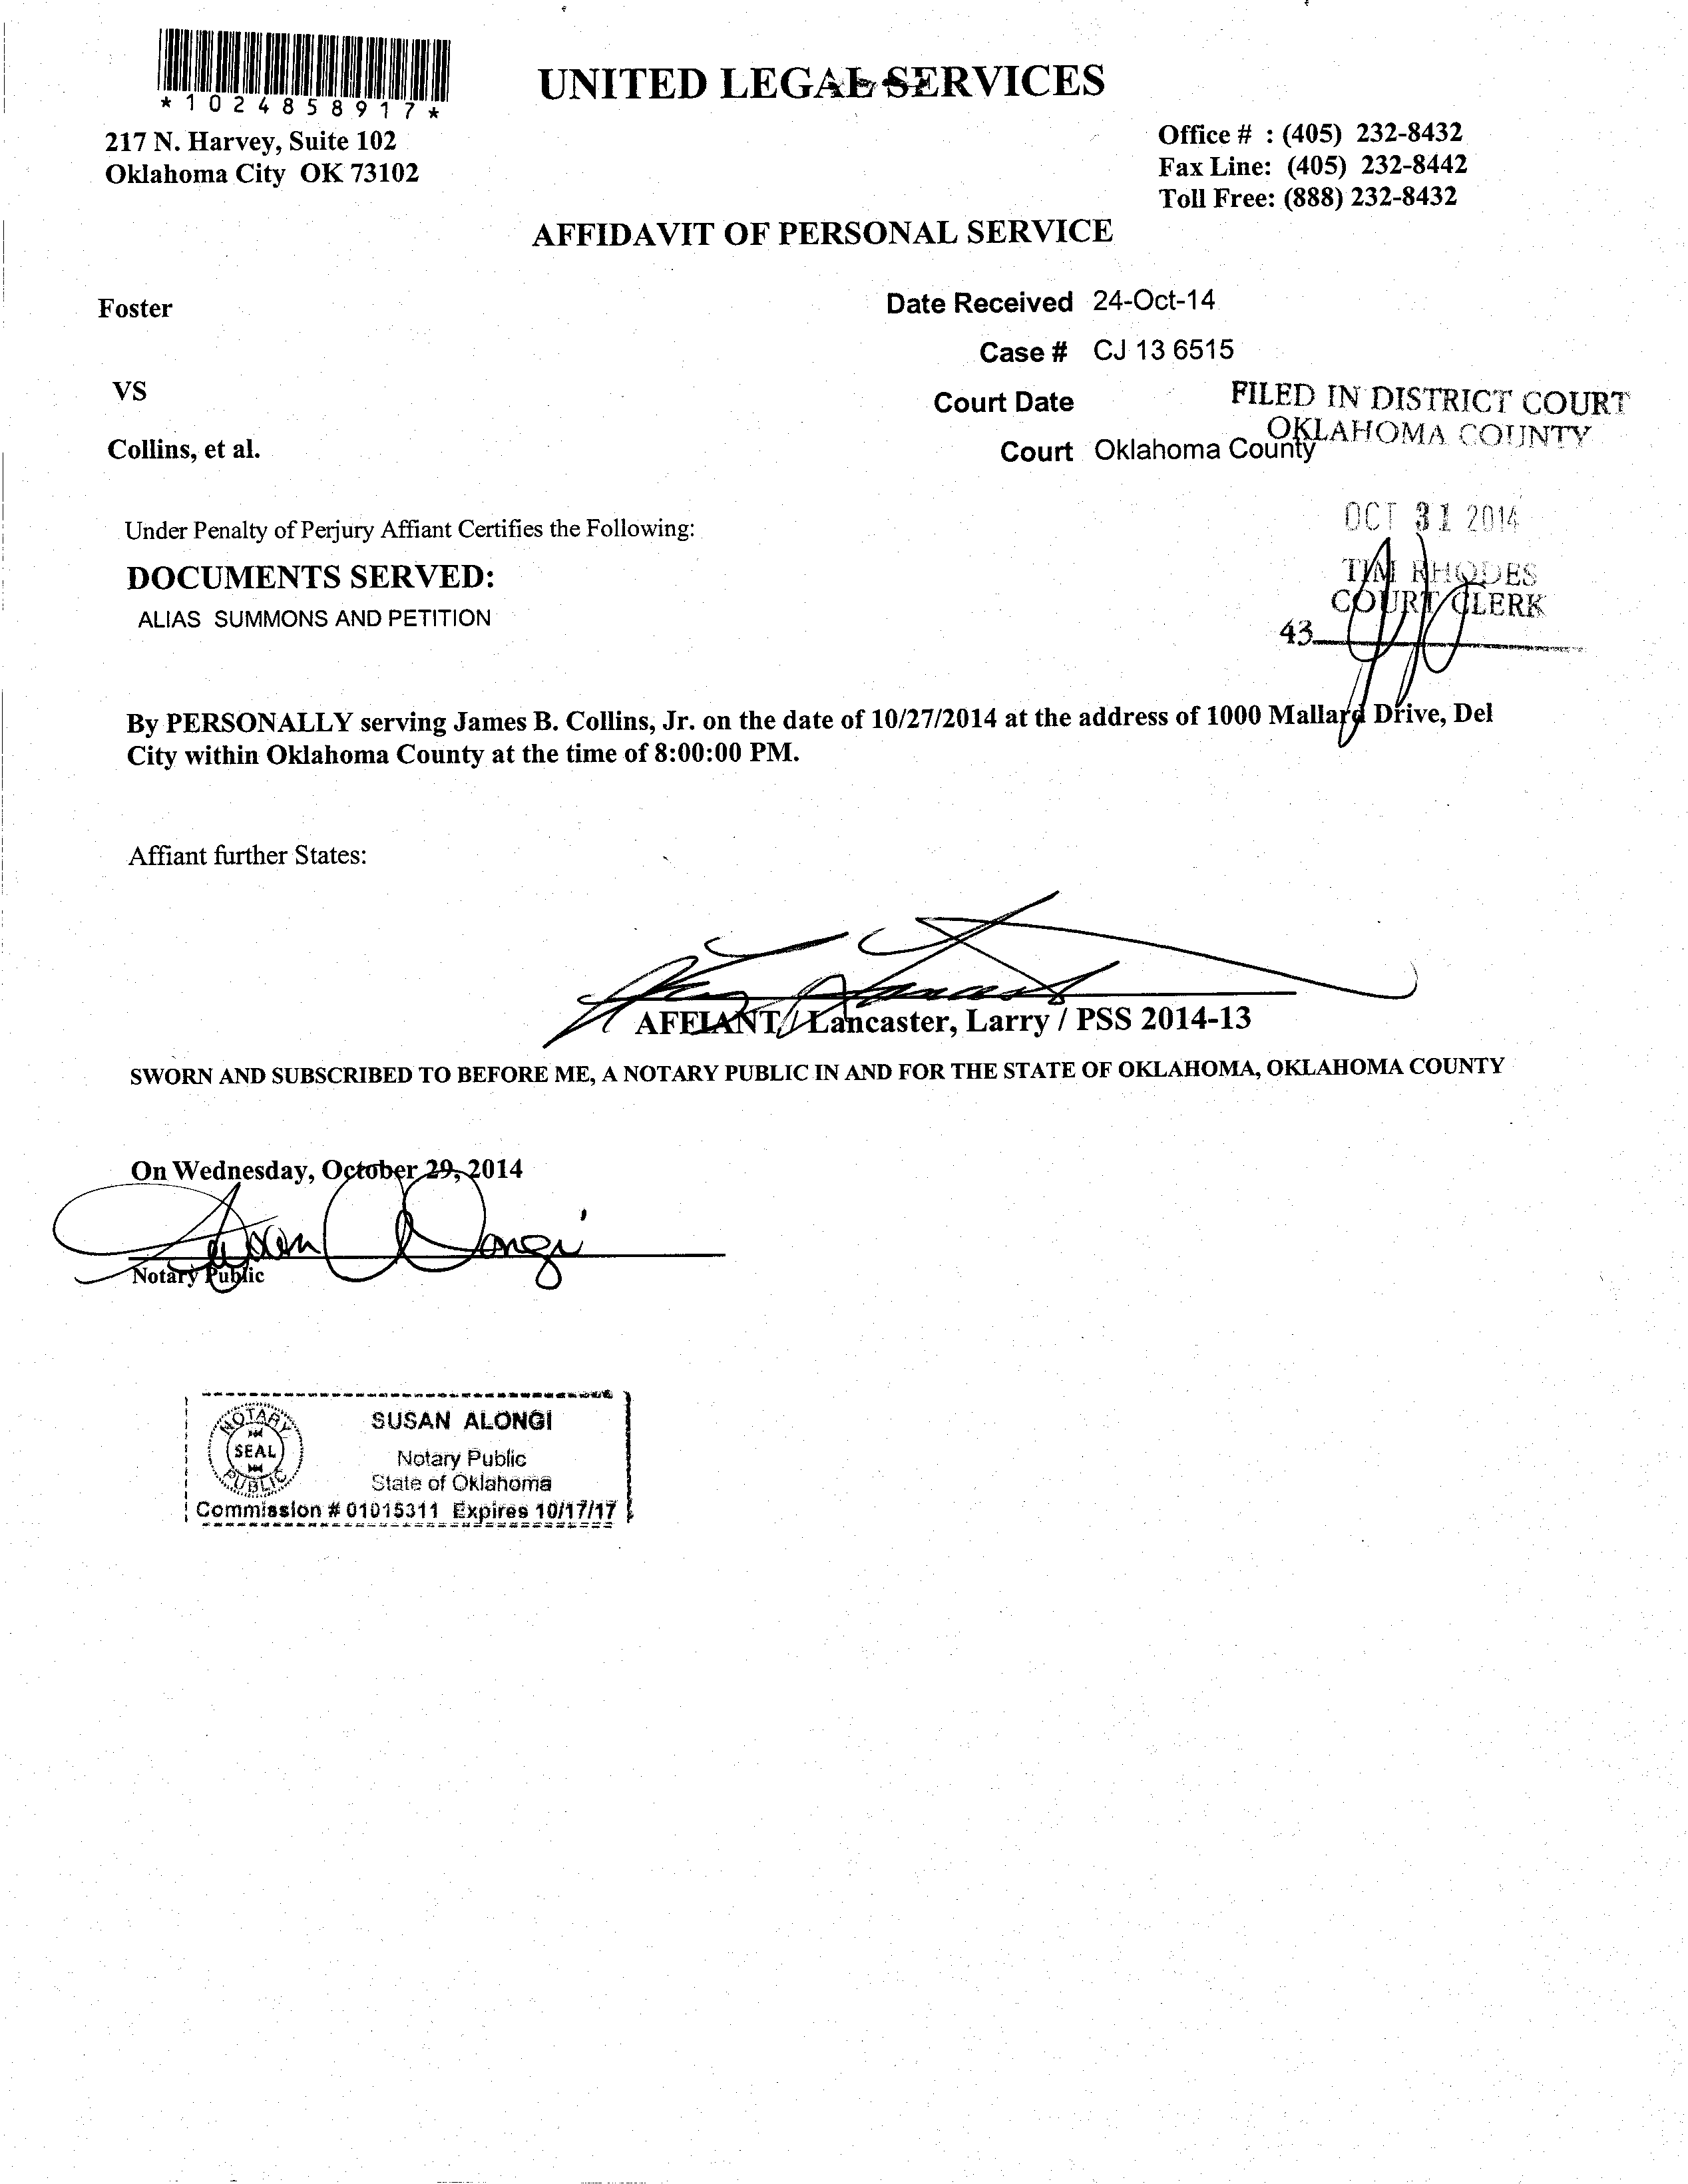 *1024858917*
UNITED LEGAL SERVICES
217 N. Harvey, Suite 102
Oklahoma City OK 73102
Office # : (405) 232-8432
Fax Line: (405) 232-8442
Toll Free: (888) 232-8432
AFFIDAVIT OF PERSONAL SERVICE
Foster
Date Received 24-Oct-14
Case # CJ 13 6515
VS
Court Date
FILED IN DISTRICT COURT
OKLAHOMA COUNTY
Collins, et al.
Court Oklahoma County
OCT 31 2014
Under Penalty of Perjury Affiant Certifies the Following:
TIM RHODES
COURT CLERK
43
DOCUMENTS SERVED:
ALIAS SUMMONS AND PETITION
By PERSONALLY serving James B. Collins, Jr. on the date of 10/27/2014 at the address of 1000 Mallard Drive, Del
City within Oklahoma County at the time of 8:00:00 PM.
Affiant further States:
AFFIANT / Lancaster, Larry / PSS 2014-13
SWORN AND SUBSCRIBED TO BEFORE ME, A NOTARY PUBLIC IN AND FOR THE STATE OF OKLAHOMA, OKLAHOMA COUNTY
On Wednesday, October 29, 2014
Susan Alongi
Notary Public
NOTARY
SEAL
PUBLIC
SUSAN ALONGI
Notary Public
State of Oklahoma
Commission # 01015311 Expires 10/17/17